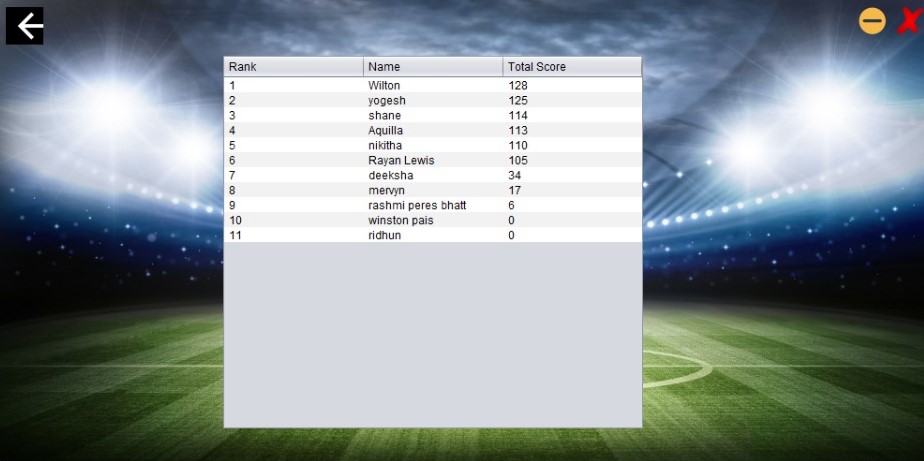 Rank Name Total Score
1 Wilton 128
2 yogesh 125
3 shane 114
4 Aquilla 113
5 nikitha 110
6 Rayan Lewis 105
7 deeksha 34
8 mervyn 17
9 rashmi peres bhatt 6
10 winston pais 0
11 ridhun 0